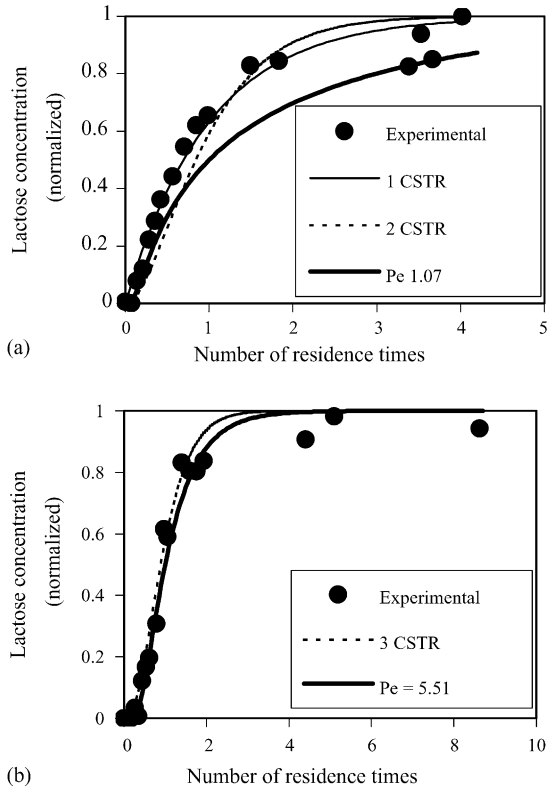 Lactose concentration
(normalized)
1
0.8
0.6
0.4
0.2
0
0 1 2 3 4 5
Experimental
1 CSTR
2 CSTR
Pe 1.07
Number of residence times
(a)
Lactose concentration
(normalized)
1
0.8
0.6
0.4
0.2
0
0 2 4 6 8 10
Experimental
3 CSTR
Pe = 5.51
Number of residence times
(b)